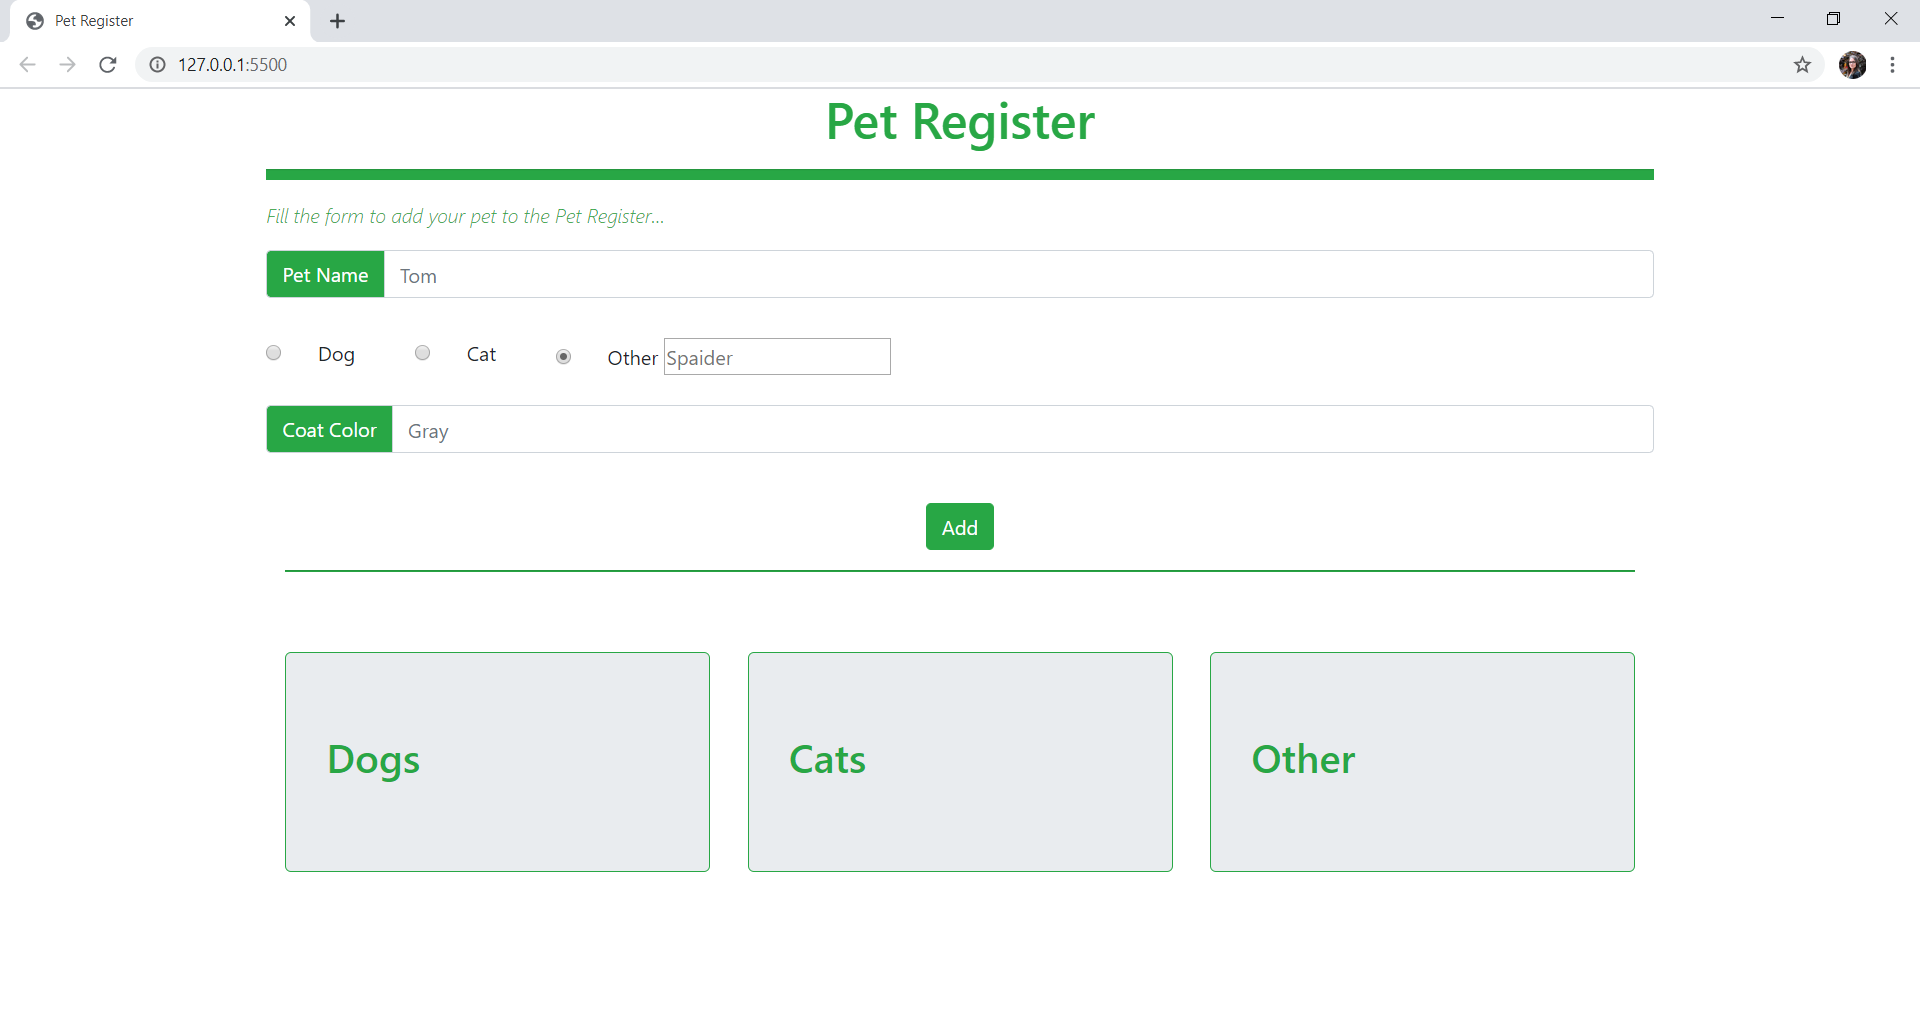 Pet Register
127.0.0.1:5500
Pet Register
Fill the form to add your pet to the Pet Register...
Pet Name Tom
Dog Cat Other Spaider
Coat Color Gray
Add
Dogs Cats Other